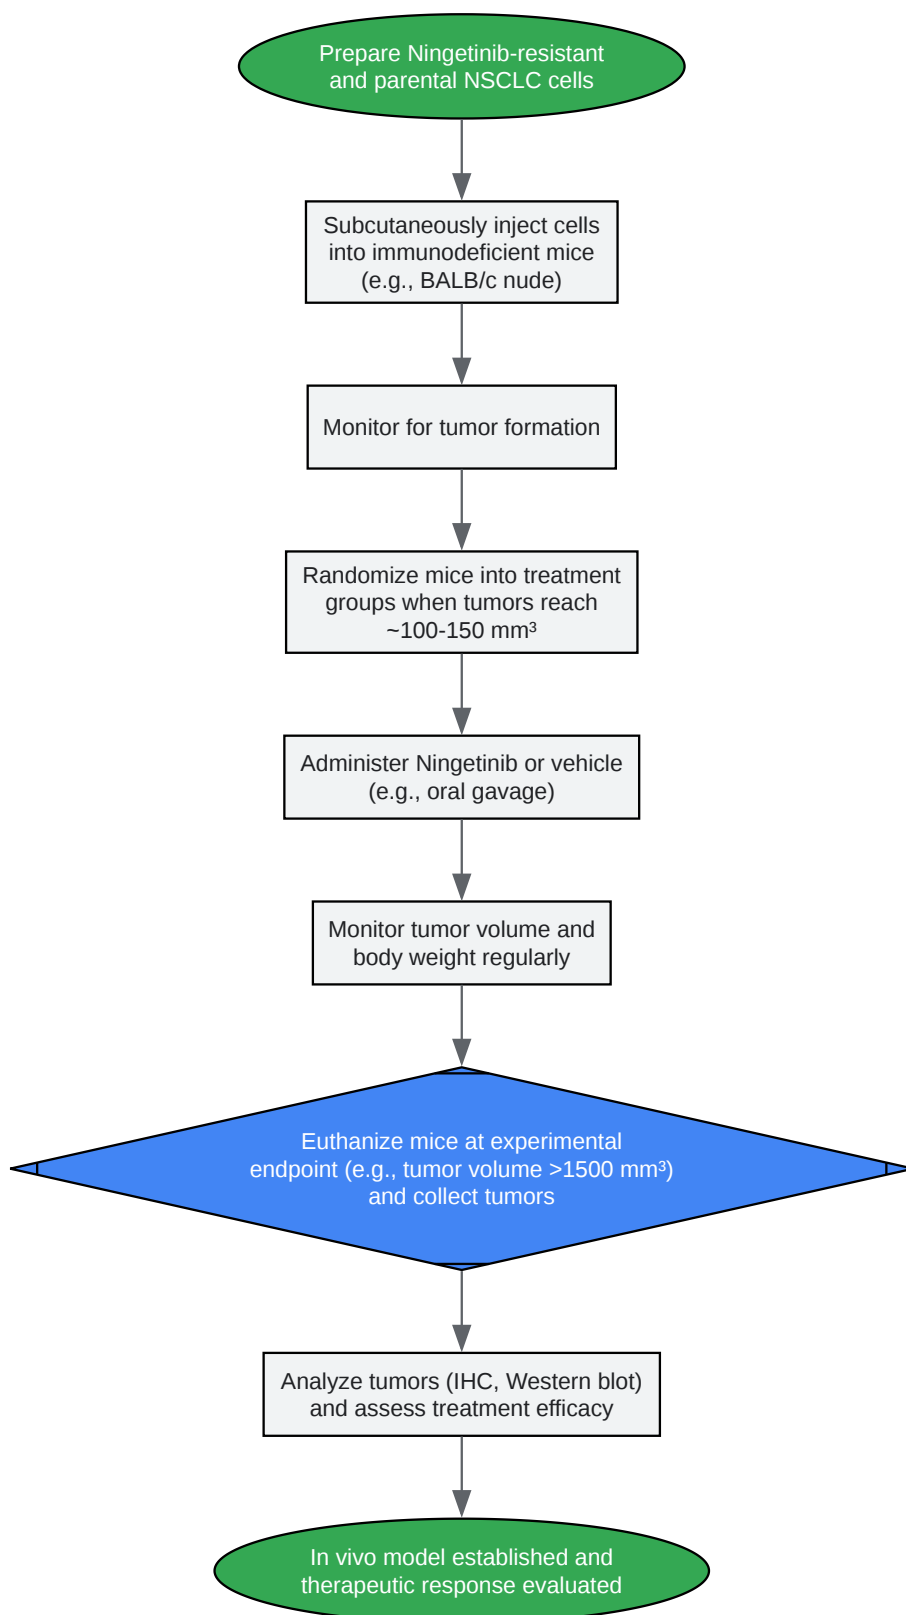 Prepare Ningetinib-resistant
and parental NSCLC cells
Subcutaneously inject cells
into immunodeficient mice
(e.g., BALB/c nude)
Monitor for tumor formation
Randomize mice into treatment
groups when tumors reach
~100-150 mm³
Administer Ningetinib or vehicle
(e.g., oral gavage)
Monitor tumor volume and
body weight regularly
Euthanize mice at experimental
endpoint (e.g., tumor volume >1500 mm³)
and collect tumors
Analyze tumors (IHC, Western blot)
and assess treatment efficacy
In vivo model established and
therapeutic response evaluated